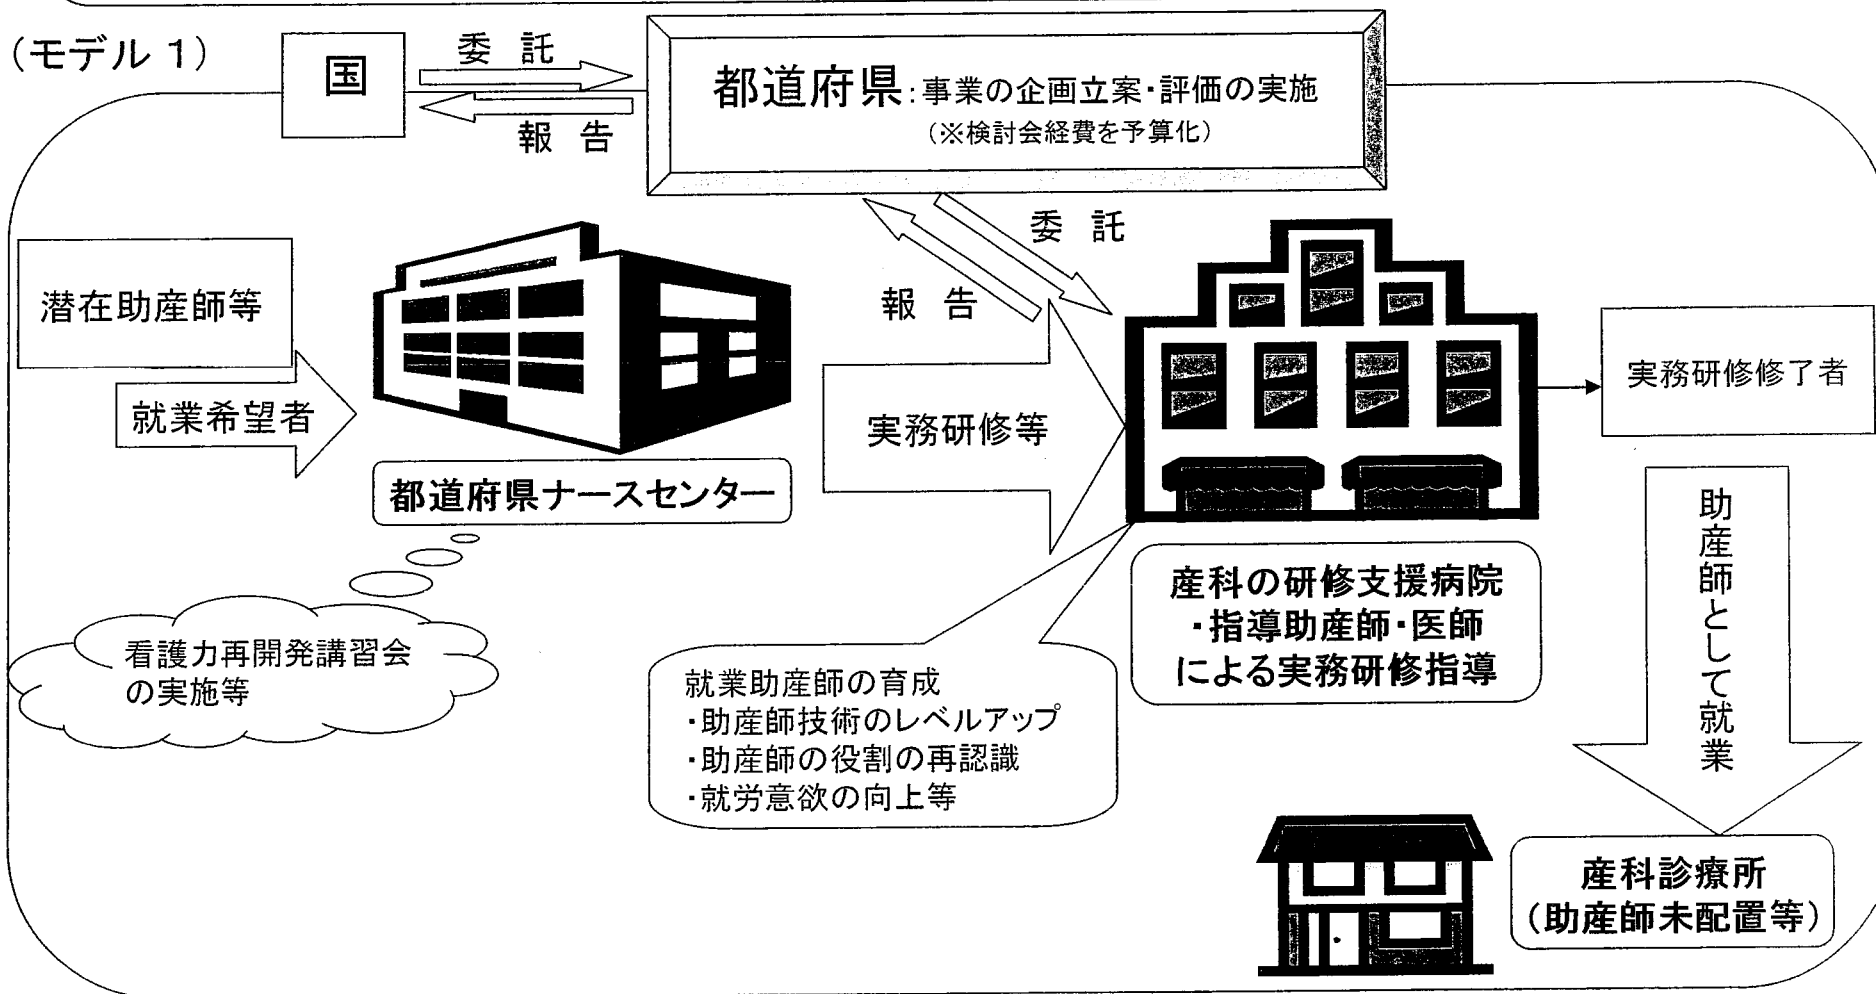 (モデル 1)
国
委 託
報 告
都道府県:事業の企画立案・評価の実施
(※検討会経費を予算化)
委 託
報 告
潜在助産師等
就業希望者
都道府県ナースセンター
実務研修等
実務研修修了者
看護力再開発講習会
の実施等
就業助産師の育成
・助産師技術のレベルアップ
・助産師の役割の再認識
・就労意欲の向上等
産科の研修支援病院
・指導助産師・医師
による実務研修指導
助産師として就業
産科診療所
(助産師未配置等)